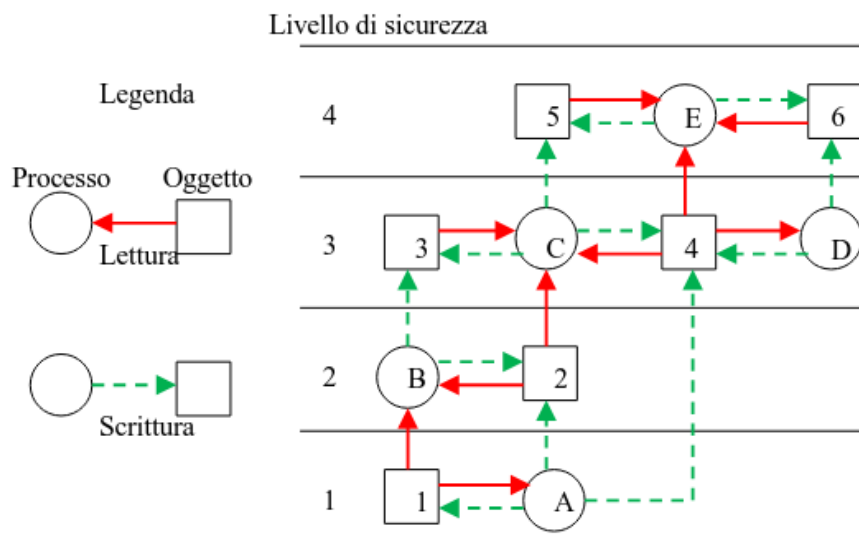 Livello di sicurezza
Legenda
Processo Oggetto
Lettura
Scrittura
4 5 E 6
3 3 C 4 D
2 B 2
1 1 A